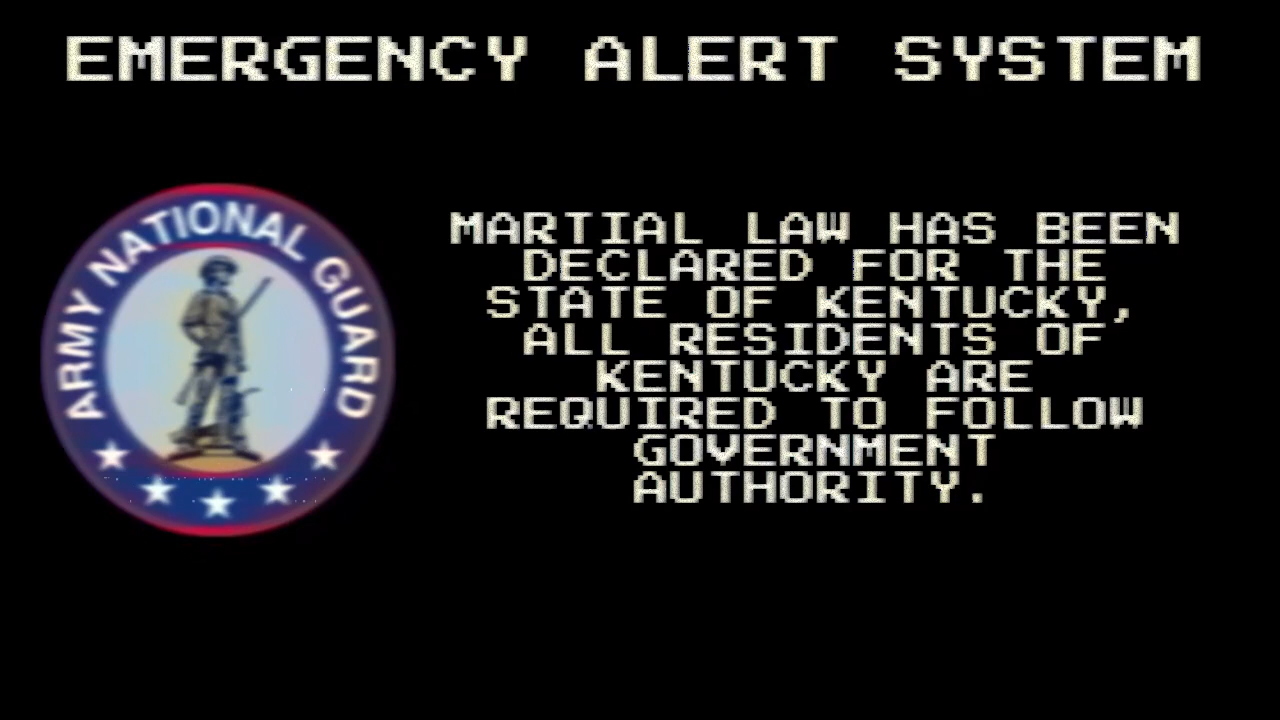 EMERGENCY ALERT SYSTEM
ARMY NATIONAL GUARD
MARTIAL LAW HAS BEEN
DECLARED FOR THE
STATE OF KENTUCKY,
ALL RESIDENTS OF
KENTUCKY ARE
REQUIRED TO FOLLOW
GOVERNMENT
AUTHORITY.